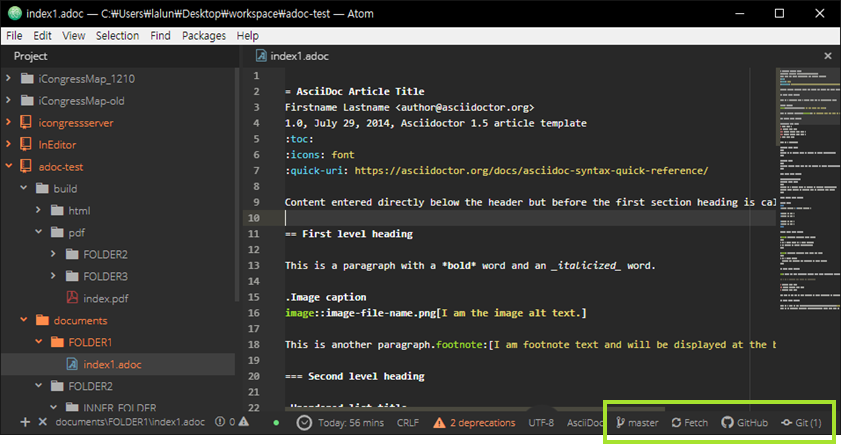 index1.adoc — C:₩Users₩lalun₩Desktop₩workspace₩adoc-test — Atom
File Edit View Selection Find Packages Help
Project
iCongressMap_1210
iCongressMap-old
icongressserver
InEditor
adoc-test
build
html
pdf
FOLDER2
FOLDER3
index.pdf
documents
FOLDER1
index1.adoc
FOLDER2
INNER_FOLDER
index1.adoc
1
2 = AsciiDoc Article Title
3 Firstname Lastname <author@asciidoctor.org>
4 1.0, July 29, 2014, Asciidoctor 1.5 article template
5 :toc:
6 :icons: font
7 :quick-uri: https://asciidoctor.org/docs/asciidoc-syntax-quick-reference/
8
9 Content entered directly below the header but before the first section heading is cal
10
11 == First level heading
12
13 This is a paragraph with a *bold* word and an _italicized_ word.
14
15 .Image caption
16 image::image-file-name.png[I am the image alt text.]
17
18 This is another paragraph.footnote:[I am footnote text and will be displayed at the b
19
20 === Second level heading
21
22 .Unordered list title
documents\FOLDER1\index1.adoc 0 Today: 56 mins CRLF 2 deprecations UTF-8 AsciiDoc master Fetch GitHub Git (1)